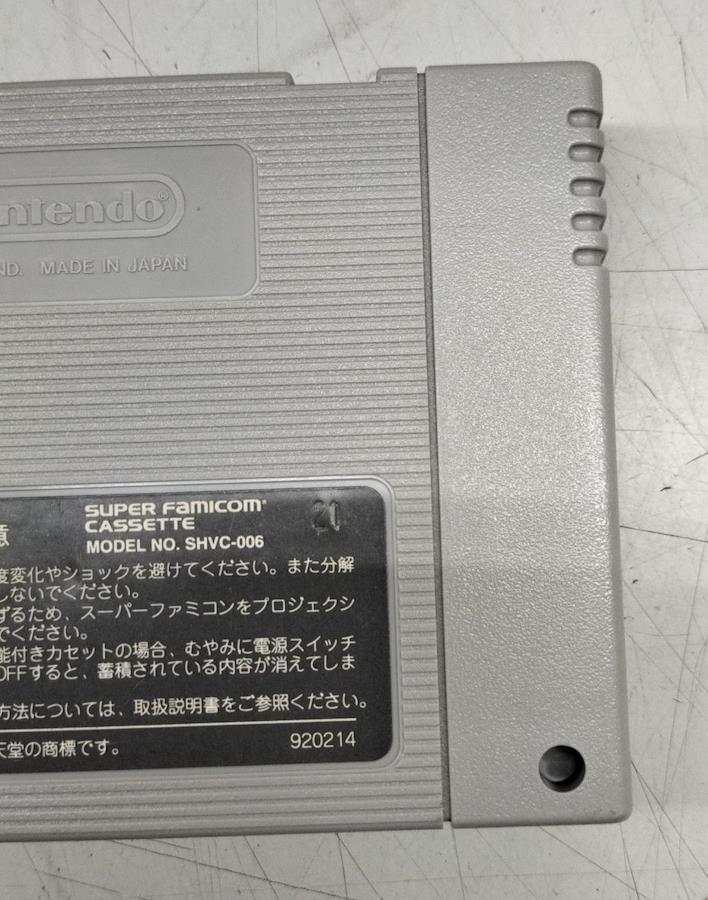 ntendo®
ND. MADE IN JAPAN
意
SUPER FAMICOM
CASSETTE
21
MODEL NO. SHVC-006
度変化やショックを避けてください。また分解
しないでください。
ずるため、スーパーファミコンをプロジェクシ
でください。
能付きカセットの場合、むやみに電源スイッチ
OFFすると、蓄積されている内容が消えてしま
方法については、取扱説明書をご参照ください。
天堂の商標です。
920214